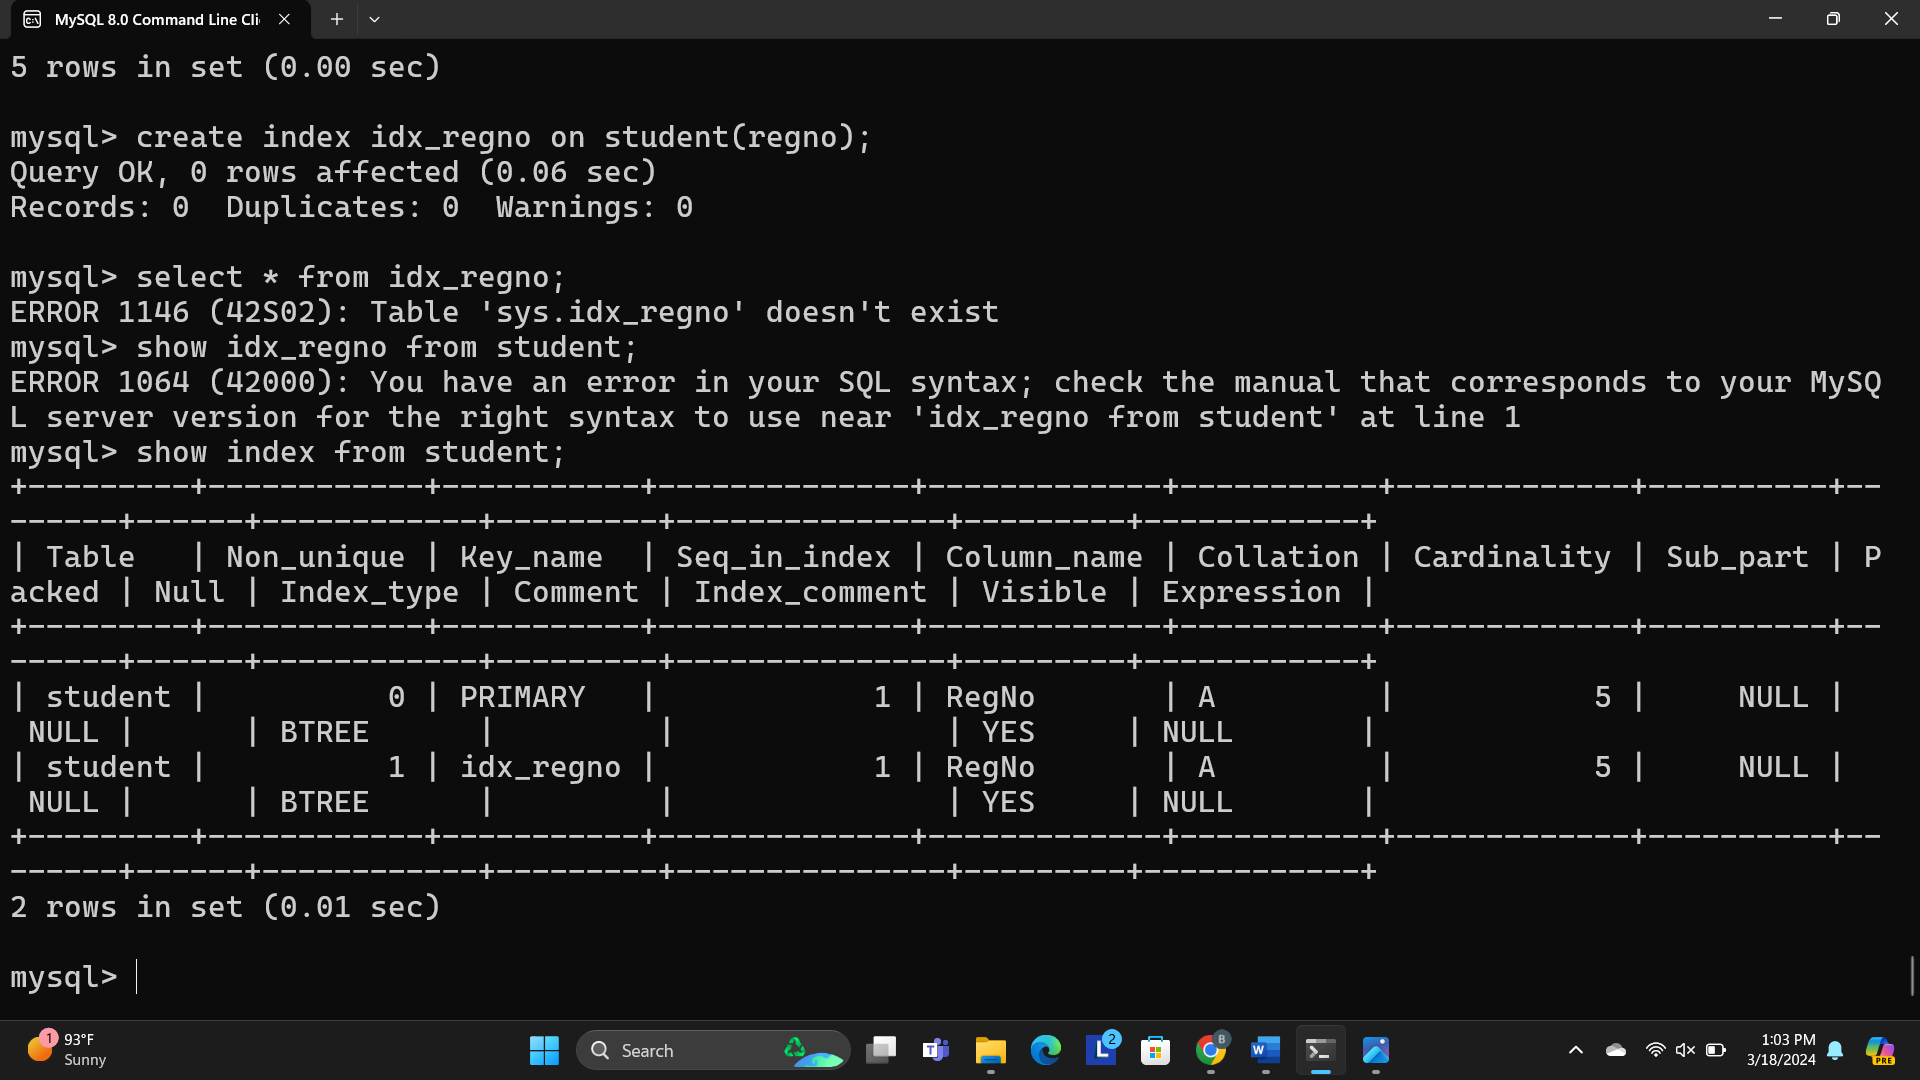 MySQL 8.0 Command Line Cli
5 rows in set (0.00 sec)
mysql> create index idx_regno on student(regno);
Query OK, 0 rows affected (0.06 sec)
Records: 0  Duplicates: 0  Warnings: 0
mysql> select * from idx_regno;
ERROR 1146 (42S02): Table 'sys.idx_regno' doesn't exist
mysql> show idx_regno from student;
ERROR 1064 (42000): You have an error in your SQL syntax; check the manual that corresponds to your MySQ
L server version for the right syntax to use near 'idx_regno from student' at line 1
mysql> show index from student;
+---------+------------+-----------+--------------+-------------+-----------+-------------+----------+--
------+------+------------+---------+---------------+---------+------------+
| Table   | Non_unique | Key_name  | Seq_in_index | Column_name | Collation | Cardinality | Sub_part | P
acked | Null | Index_type | Comment | Index_comment | Visible | Expression |
+---------+------------+-----------+--------------+-------------+-----------+-------------+----------+--
------+------+------------+---------+---------------+---------+------------+
| student |          0 | PRIMARY   |            1 | RegNo       | A         |           5 |     NULL |
 NULL |      | BTREE      |         |               | YES     | NULL       |
| student |          1 | idx_regno |            1 | RegNo       | A         |           5 |     NULL |
 NULL |      | BTREE      |         |               | YES     | NULL       |
+---------+------------+-----------+--------------+-------------+-----------+-------------+----------+--
------+------+------------+---------+---------------+---------+------------+
2 rows in set (0.01 sec)
mysql>
1
93°F
Sunny
Search
T
L
2
B
W
1:03 PM
3/18/2024
PRE